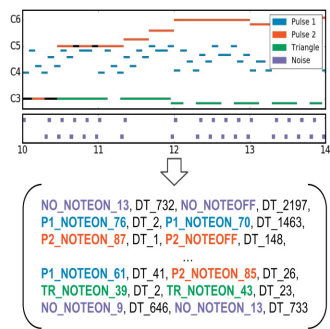 C6
C5
C4
C3
Pulse 1
Pulse 2
Triangle
Noise
10 11 12 13 14
NO_NOTEON_13, DT_732, NO_NOTEOFF, DT_2197,
P1_NOTEON_76, DT_2, P1_NOTEON_70, DT_1463,
P2_NOTEON_87, DT_1, P2_NOTEOFF, DT_148,
...
P1_NOTEON_61, DT_41, P2_NOTEON_85, DT_26,
TR_NOTEON_39, DT_2, TR_NOTEON_43, DT_23,
NO_NOTEON_9, DT_646, NO_NOTEON_13, DT_733